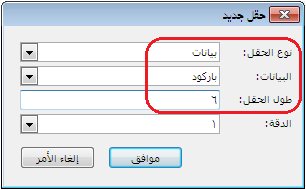 حقل جديد
نوع الحقل: بيانات
البيانات: باركود
طول الحقل: ٦
الدقة: ١
موافق إلغاء الأمر